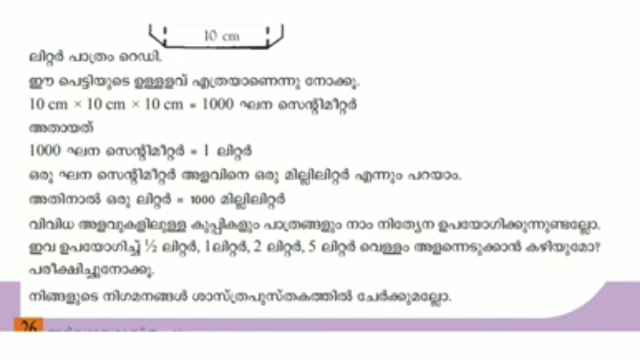 10 cm
ലിറ്റർ പാത്രം റെഡി.
ഈ പെട്ടിയുടെ ഉള്ളളവ് എത്രയാണെന്നു നോക്കൂ.
10 cm × 10 cm × 10 cm = 1000 ഘന സെന്റിമീറ്റർ
അതായത്
1000 ഘന സെന്റിമീറ്റർ = 1 ലിറ്റർ
ഒരു ഘന സെന്റിമീറ്റർ അളവിനെ ഒരു മില്ലിലിറ്റർ എന്നും പറയാം.
അതിനാൽ ഒരു ലിറ്റർ = 1000 മില്ലിലിറ്റർ
വിവിധ അളവുകളിലുള്ള കുപ്പികളും പാത്രങ്ങളും നാം നിത്യേന ഉപയോഗിക്കുന്നുണ്ടല്ലോ.
ഇവ ഉപയോഗിച്ച് ½ ലിറ്റർ, 1ലിറ്റർ, 2 ലിറ്റർ, 5 ലിറ്റർ വെള്ളം അളന്നെടുക്കാൻ കഴിയുമോ?
പരീക്ഷിച്ചുനോക്കൂ.
നിങ്ങളുടെ നിഗമനങ്ങൾ ശാസ്ത്രപുസ്തകത്തിൽ ചേർക്കുമല്ലോ.
26